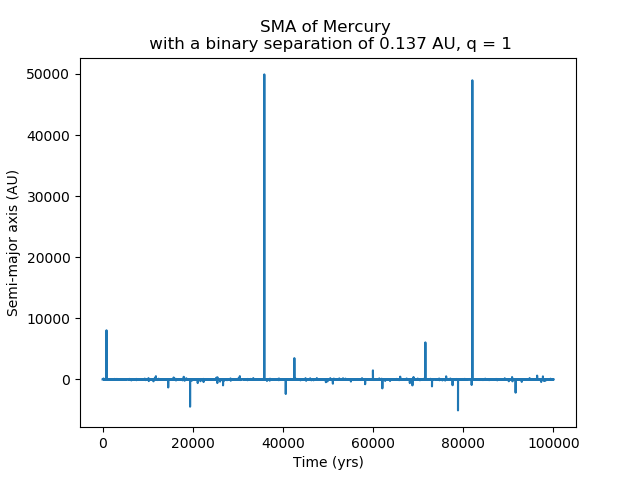 SMA of Mercury
with a binary separation of 0.137 AU, q = 1
50000
40000
30000
20000
10000
0
Semi-major axis (AU)
0 20000 40000 60000 80000 100000
Time (yrs)